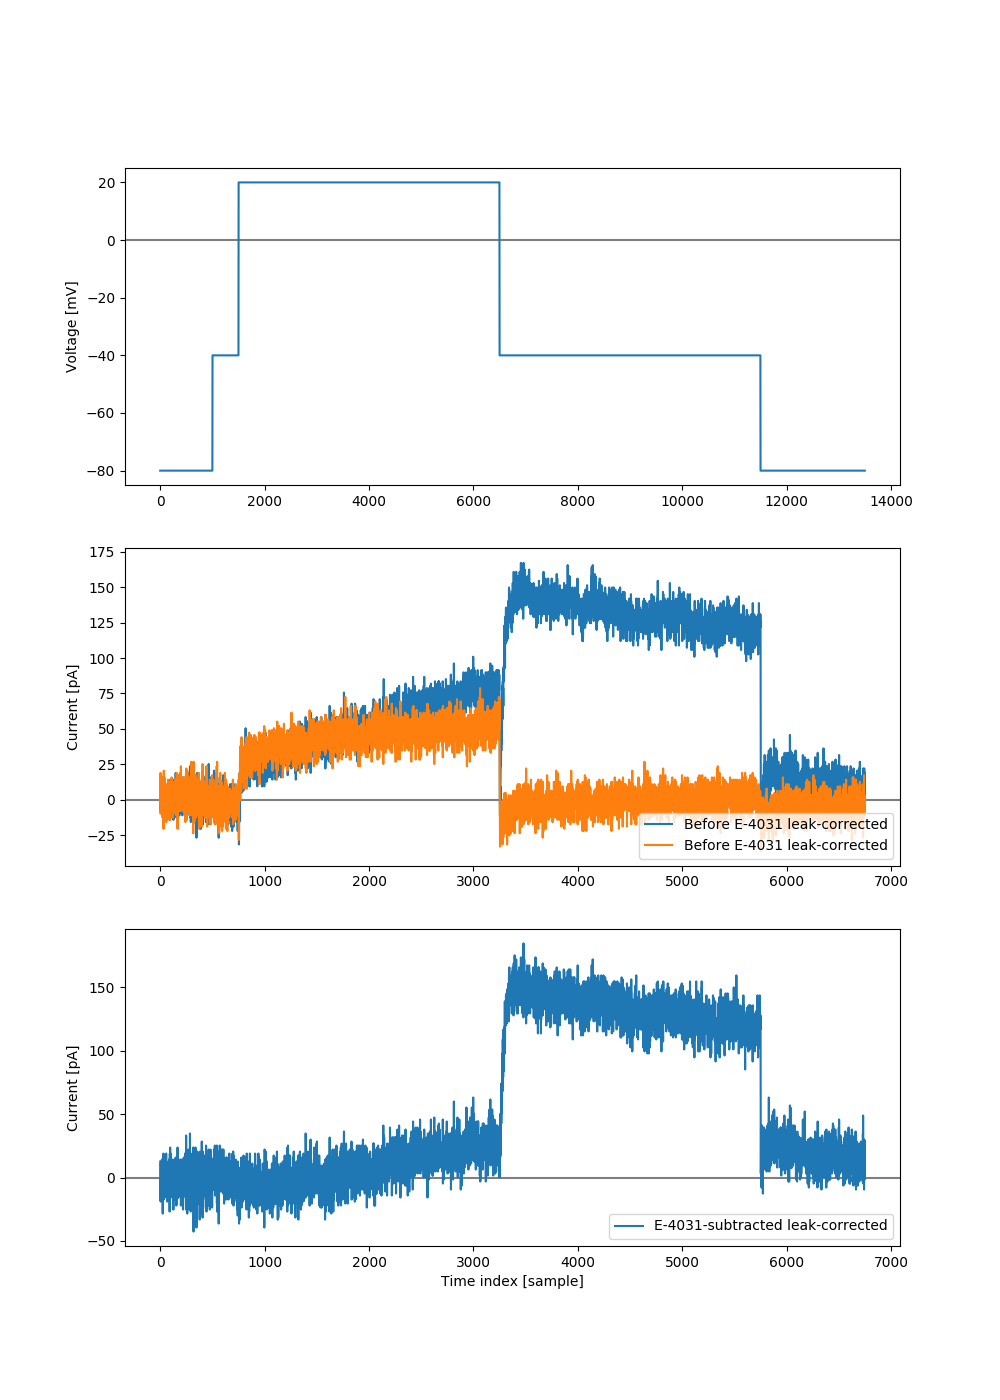 20
0
−20
−40
−60
−80
Voltage [mV]
0 2000 4000 6000 8000 10000 12000 14000
175
150
125
100
75
50
25
0
−25
Current [pA]
Before E-4031 leak-corrected
Before E-4031 leak-corrected
0 1000 2000 3000 4000 5000 6000 7000
150
100
50
0
−50
Current [pA]
E-4031-subtracted leak-corrected
0 1000 2000 3000 4000 5000 6000 7000
Time index [sample]